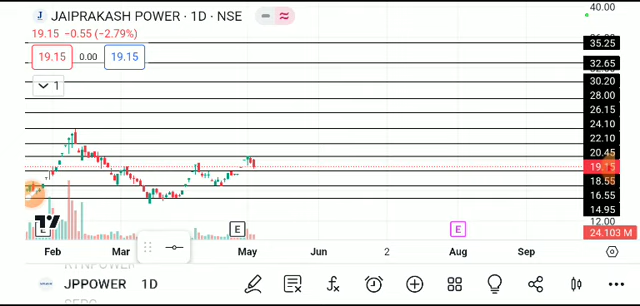 JAIPRAKASH POWER · 1D · NSE
40.00
19.15 −0.55 (−2.79%)
19.15 0.00 19.15
1
35.25
32.65
30.20
28.00
26.15
24.10
22.10
20.45
18.55
16.55
14.95
12.00
24.103 M
E E E
Feb Mar May Jun 2 Aug Sep
JPPOWER 1D